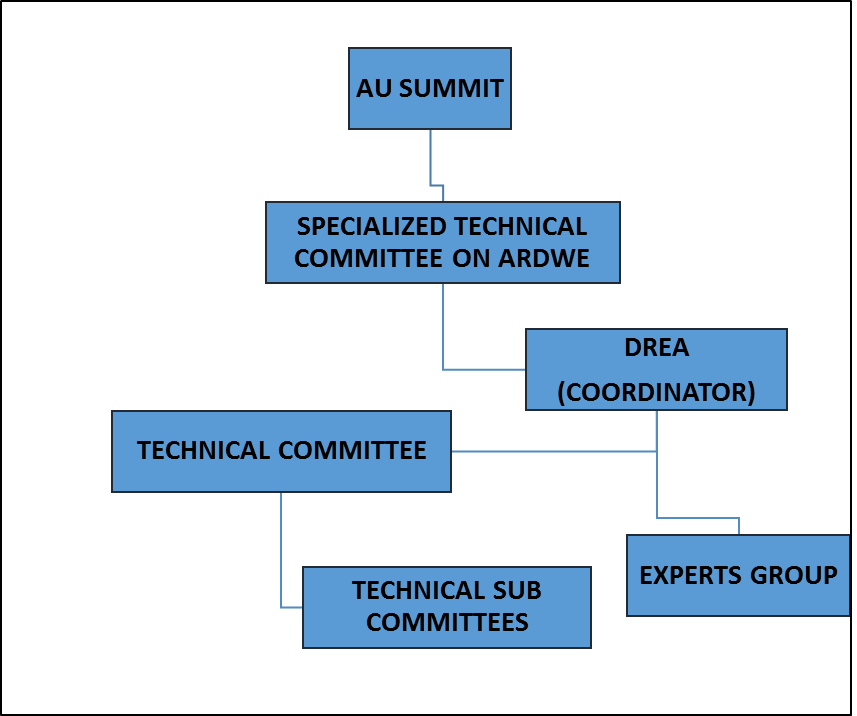 AU SUMMIT
SPECIALIZED TECHNICAL
COMMITTEE ON ARDWE
DREA
(COORDINATOR)
TECHNICAL COMMITTEE
EXPERTS GROUP
TECHNICAL SUB
COMMITTEES